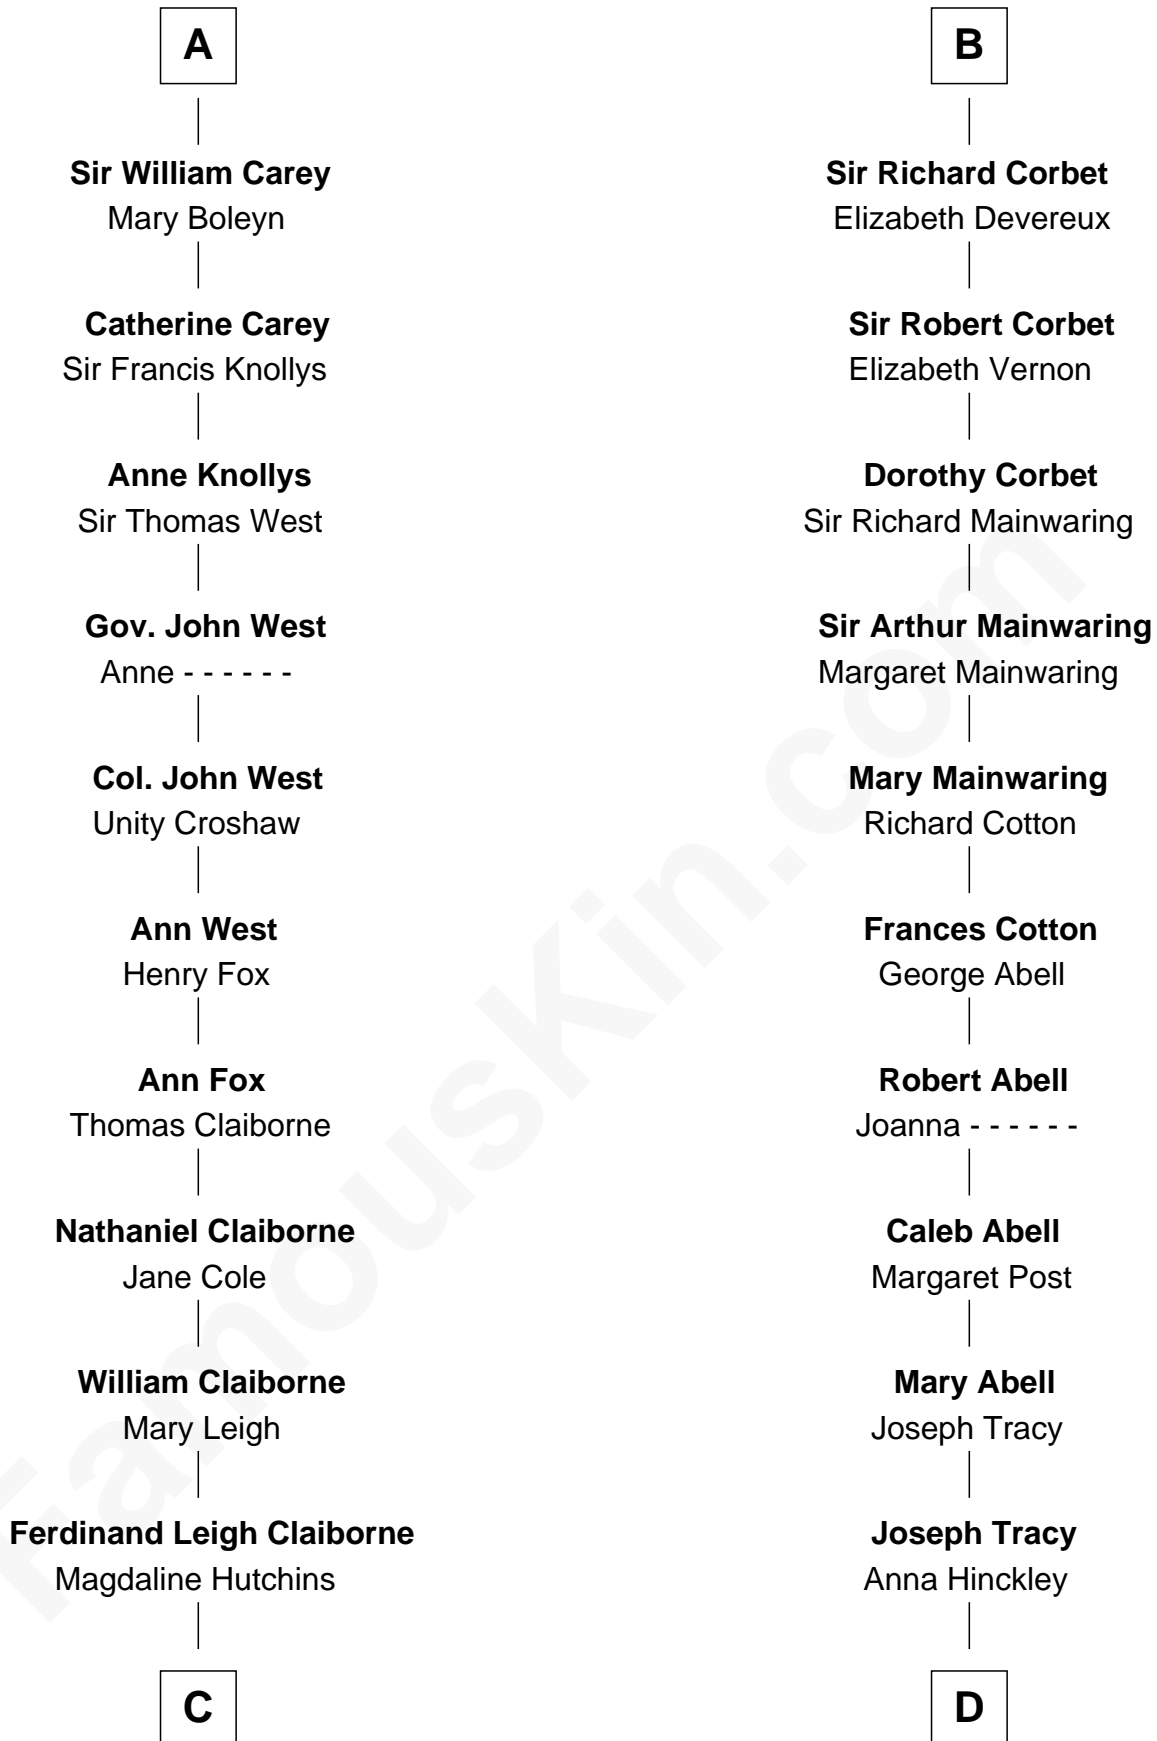 A
Sir William Carey
Mary Boleyn
Catherine Carey
Sir Francis Knollys
Anne Knollys
Sir Thomas West
Gov. John West
Anne - - - - - -
Col. John West
Unity Croshaw
Ann West
Henry Fox
Ann Fox
Thomas Claiborne
Nathaniel Claiborne
Jane Cole
William Claiborne
Mary Leigh
Ferdinand Leigh Claiborne
Magdaline Hutchins
C
B
Sir Richard Corbet
Elizabeth Devereux
Sir Robert Corbet
Elizabeth Vernon
Dorothy Corbet
Sir Richard Mainwaring
Sir Arthur Mainwaring
Margaret Mainwaring
Mary Mainwaring
Richard Cotton
Frances Cotton
George Abell
Robert Abell
Joanna - - - - - -
Caleb Abell
Margaret Post
Mary Abell
Joseph Tracy
Joseph Tracy
Anna Hinckley
D
FamousKin.com